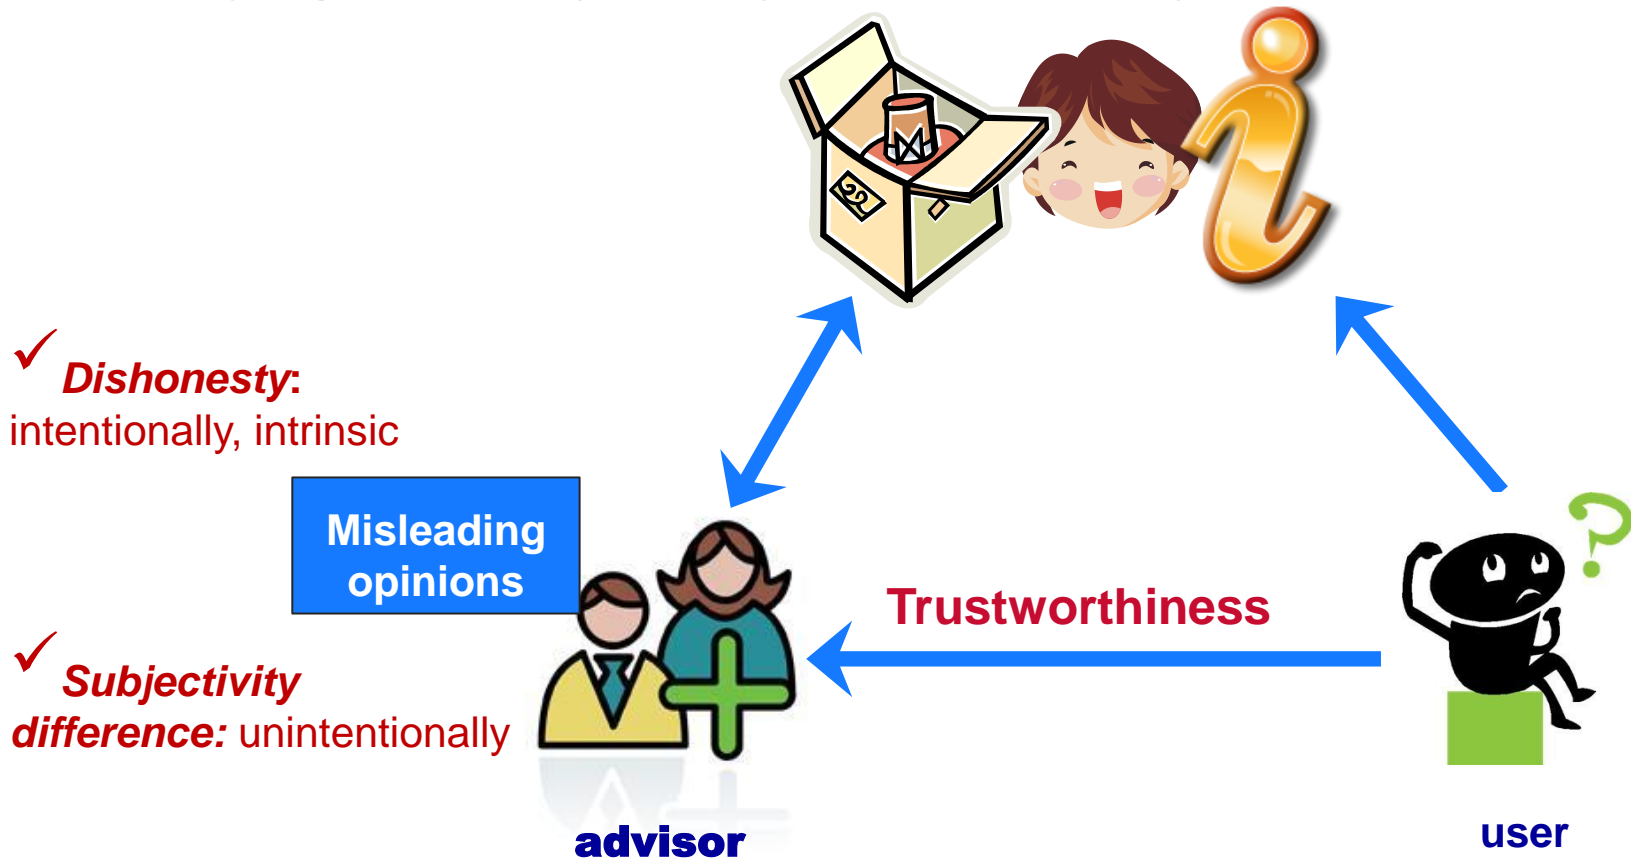 ✓ Dishonesty:
intentionally, intrinsic
Misleading
opinions
Trustworthiness
✓ Subjectivity
difference: unintentionally
advisor
user